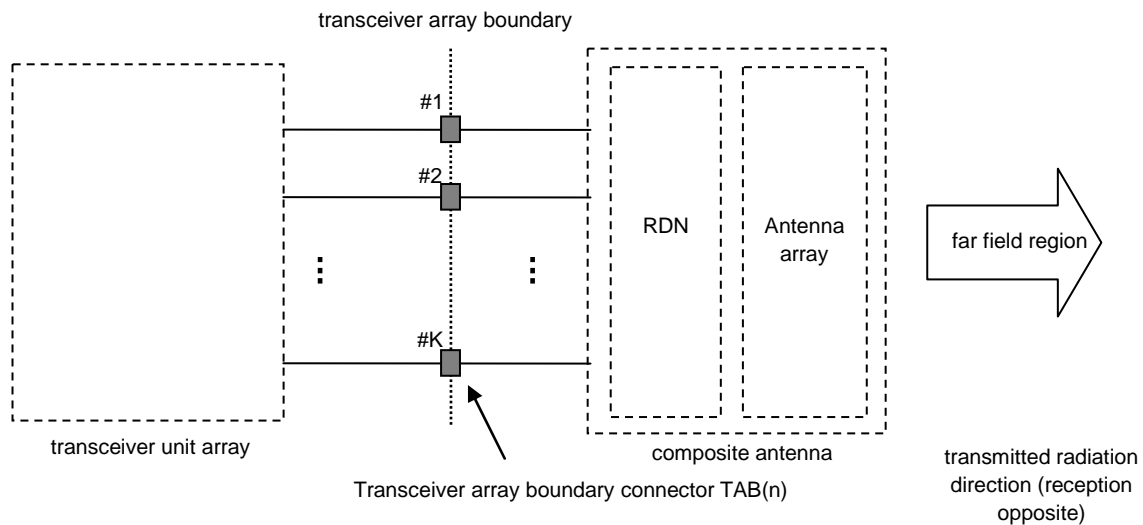 transceiver array boundary
#1
#2
RDN
Antenna
array
far field region
#K
transceiver unit array
composite antenna
Transceiver array boundary connector TAB(n)
transmitted radiation
direction (reception
opposite)